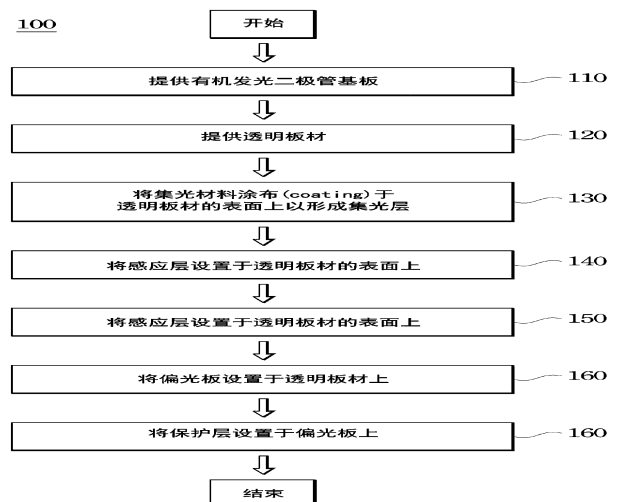 100
开始
提供有机发光二极管基板
110
提供透明板材
120
将集光材料涂布(coating)于
透明板材的表面上以形成集光层
130
将感应层设置于透明板材的表面上
140
将感应层设置于透明板材的表面上
150
将偏光板设置于透明板材上
160
将保护层设置于偏光板上
160
结束